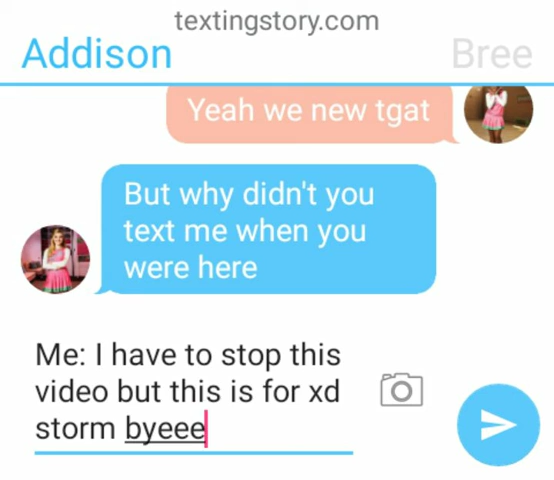 textingstory.com
Addison
Bree
Yeah we new tgat
But why didn't you
text me when you
were here
Me: I have to stop this
video but this is for xd
storm byeee